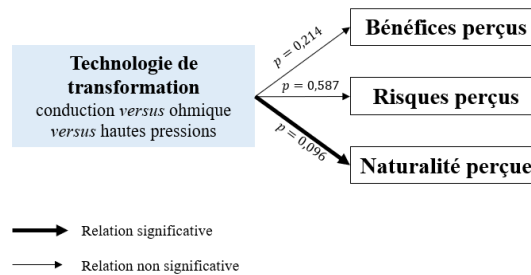 Technologie de
transformation
conduction versus ohmique
versus hautes pressions
p = 0,214
p = 0,587
p = 0,096
Bénéfices perçus
Risques perçus
Naturalité perçue
Relation significative
Relation non significative